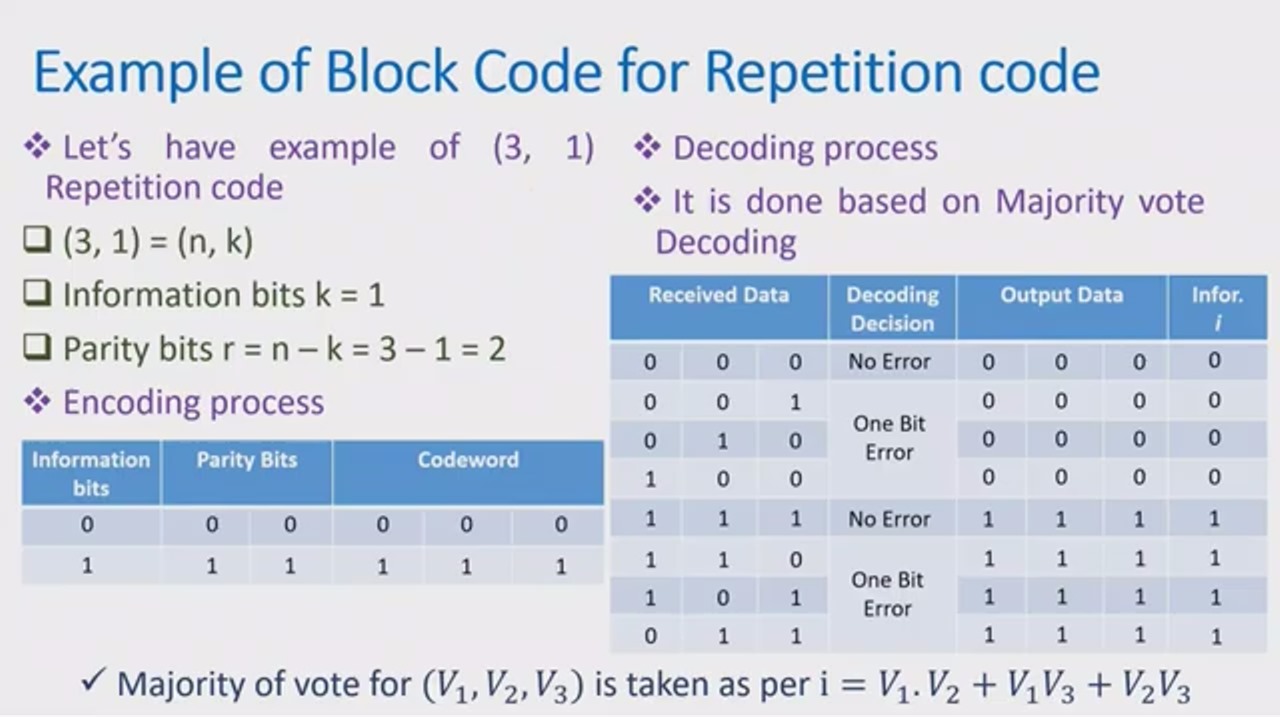 Example of Block Code for Repetition code
❖ Let's have example of (3, 1)
Repetition code
❑ (3, 1) = (n, k)
❑ Information bits k = 1
❑ Parity bits r = n – k = 3 – 1 = 2
❖ Encoding process
Information bits | Parity Bits | Codeword
0 | 0 | 0 | 0 | 0 | 0
1 | 1 | 1 | 1 | 1 | 1
❖ Decoding process
❖ It is done based on Majority vote
Decoding
Received Data | Decoding Decision | Output Data | Infor. i
0 | 0 | 0 | No Error | 0 | 0 | 0 | 0
0 | 0 | 1 | One Bit Error | 0 | 0 | 0 | 0
0 | 1 | 0 | 0 | 0 | 0 | 0
1 | 0 | 0 | 0 | 0 | 0 | 0
1 | 1 | 1 | No Error | 1 | 1 | 1 | 1
1 | 1 | 0 | One Bit Error | 1 | 1 | 1 | 1
1 | 0 | 1 | 1 | 1 | 1 | 1
0 | 1 | 1 | 1 | 1 | 1 | 1
✓ Majority of vote for (V₁, V₂, V₃) is taken as per i = V₁. V₂ + V₁V₃ + V₂V₃